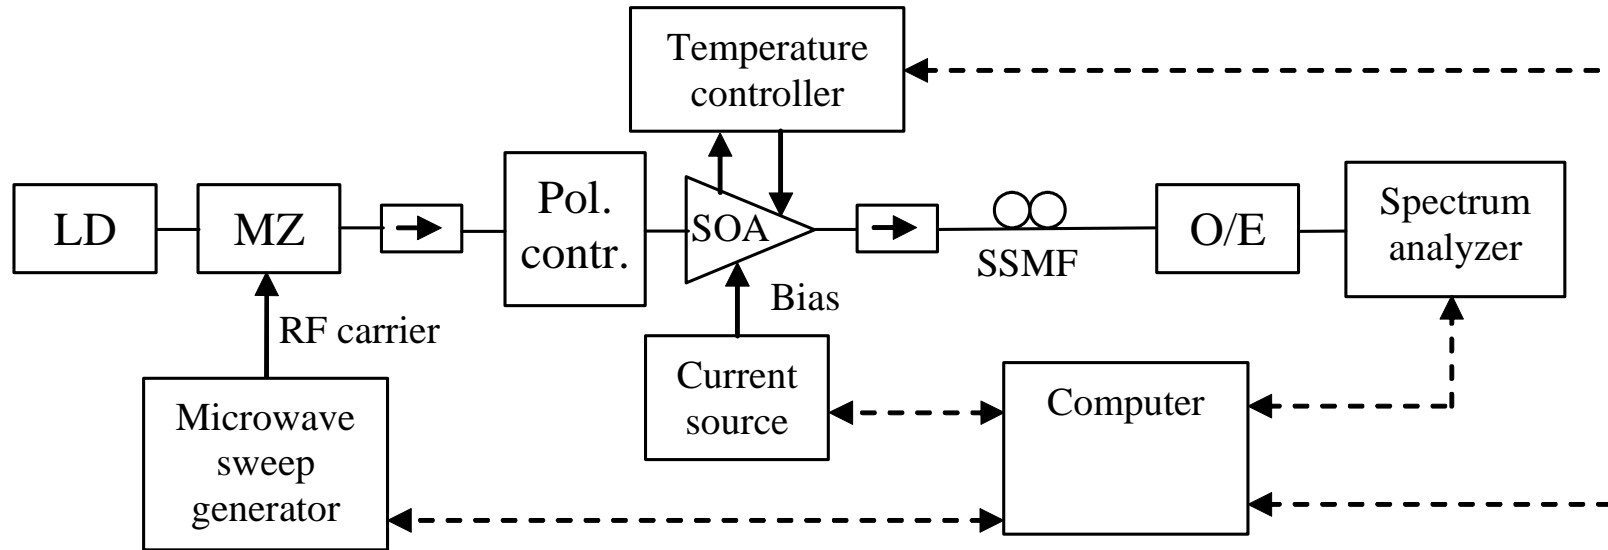 Temperature
controller
LD
MZ
Pol.
contr.
SOA
SSMF
O/E
Spectrum
analyzer
RF carrier
Bias
Microwave
sweep
generator
Current
source
Computer